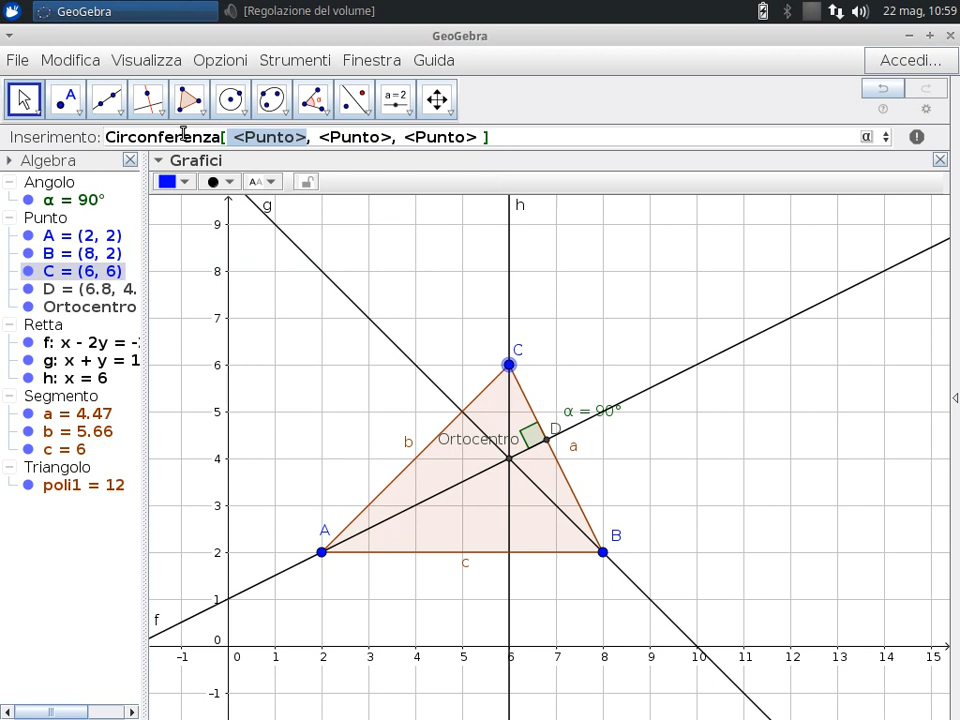 GeoGebra
[Regolazione del volume]
22 mag, 10:59
GeoGebra
File Modifica Visualizza Opzioni Strumenti Finestra Guida
Accedi...
A
α
a=2
Inserimento: Circonferenza[ <Punto>, <Punto>, <Punto> ]
α
Algebra
Grafici
AA
Angolo
α = 90°
Punto
A = (2, 2)
B = (8, 2)
C = (6, 6)
D = (6.8, 4.
Ortocentro
Retta
f: x - 2y = -
g: x + y = 1
h: x = 6
Segmento
a = 4.47
b = 5.66
c = 6
Triangolo
poli1 = 12
g
h
9
8
7
6
5
4
3
2
1
0
−1
C
α = 90°
D
Ortocentro
b
a
A
B
c
f
−1 0 1 2 3 4 5 6 7 8 9 10 11 12 13 14 15